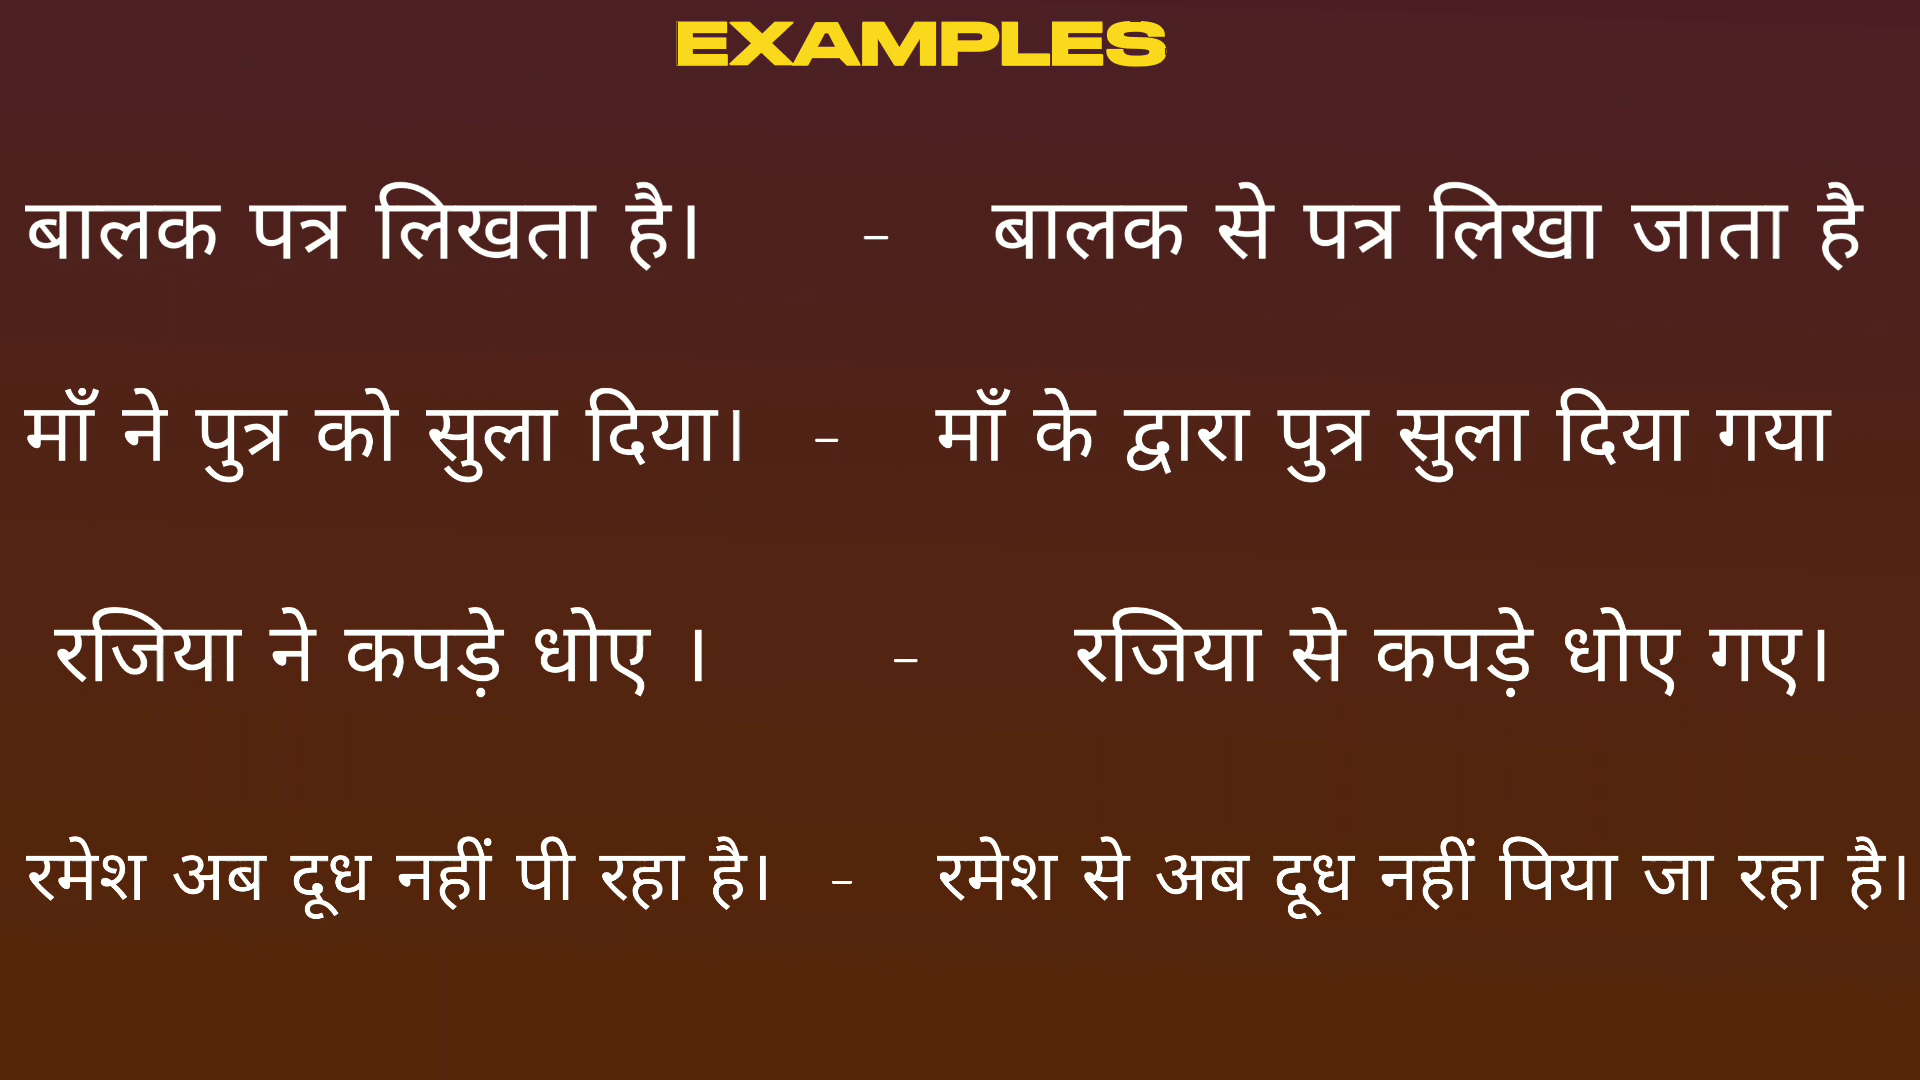 EXAMPLES
बालक पत्र लिखता है। - बालक से पत्र लिखा जाता है
माँ ने पुत्र को सुला दिया। - माँ के द्वारा पुत्र सुला दिया गया
रजिया ने कपड़े धोए । - रजिया से कपड़े धोए गए।
रमेश अब दूध नहीं पी रहा है। - रमेश से अब दूध नहीं पिया जा रहा है।